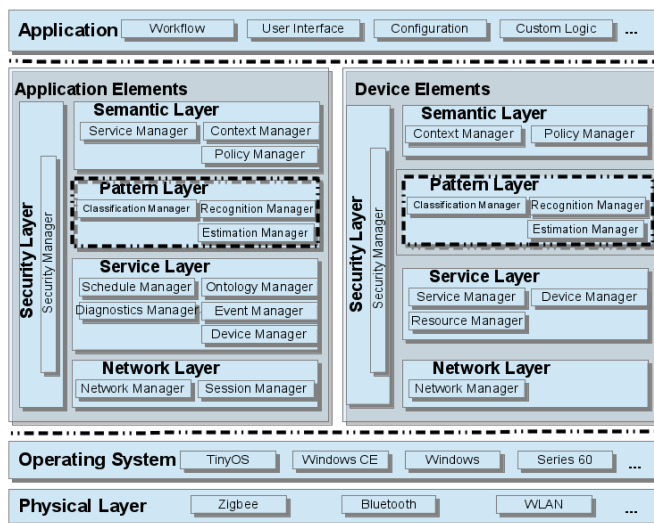 Application Workflow User Interface Configuration Custom Logic ...
Application Elements
Security Layer
Security Manager
Semantic Layer
Service Manager Context Manager
Policy Manager
Pattern Layer
Classification Manager Recognition Manager
Estimation Manager
Service Layer
Schedule Manager Ontology Manager
Diagnostics Manager Event Manager
Device Manager
Network Layer
Network Manager Session Manager
Device Elements
Security Layer
Security Manager
Semantic Layer
Context Manager Policy Manager
Pattern Layer
Classification Manager Recognition Manager
Estimation Manager
Service Layer
Service Manager Device Manager
Resource Manager
Network Layer
Network Manager
Operating System TinyOS Windows CE Windows Series 60 ...
Physical Layer Zigbee Bluetooth WLAN ...